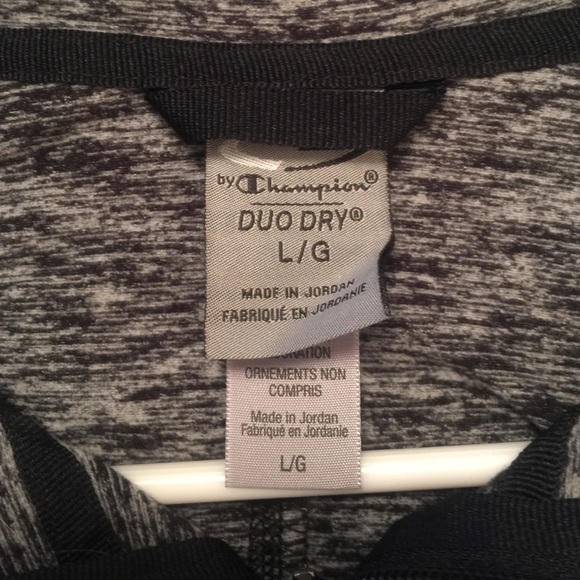 by Champion®
DUO DRY®
L/G
MADE IN JORDAN
FABRIQUÉ EN JORDANIE
ORNEMENTS NON
COMPRIS
Made in Jordan
Fabriqué en Jordanie
L/G